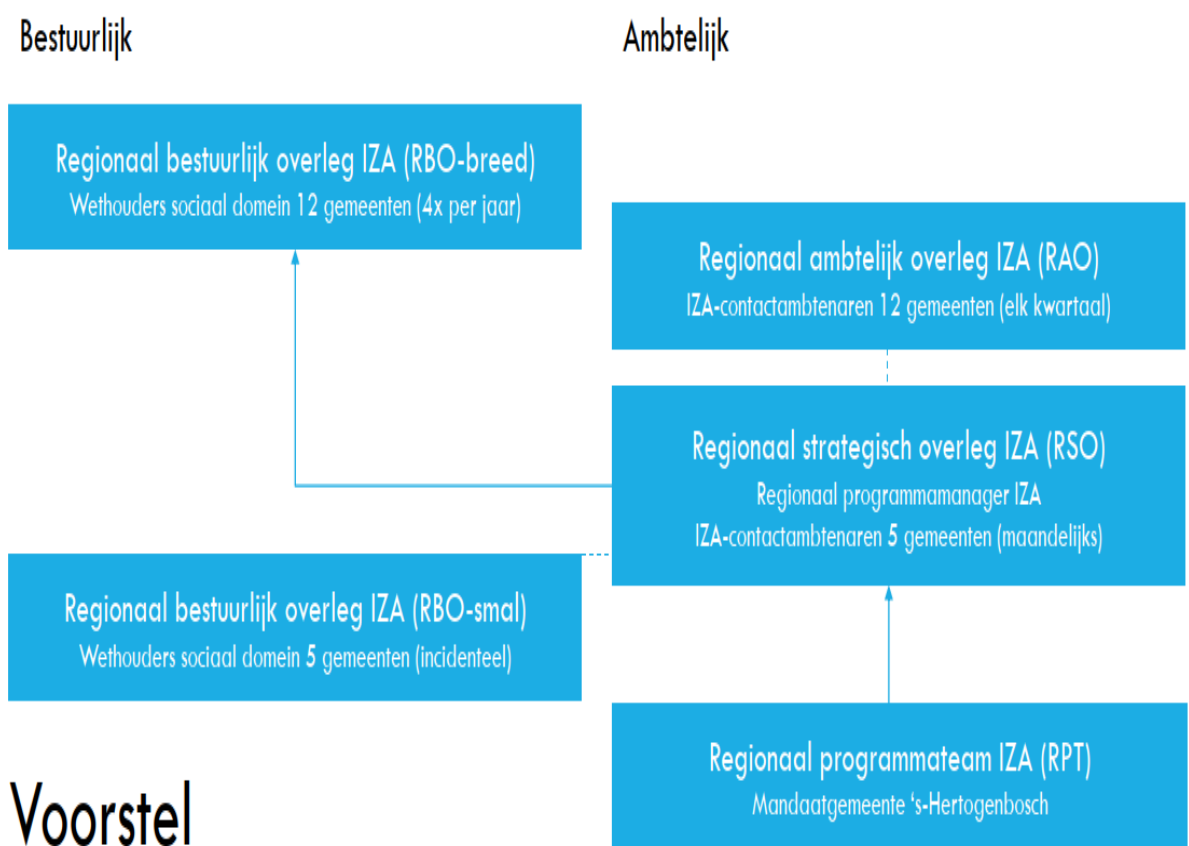 Bestuurlijk
Regionaal bestuurlijk overleg IZA (RBO-breed)
Wethouders sociaal domein 12 gemeenten (4x per jaar)
Regionaal bestuurlijk overleg IZA (RBO-smal)
Wethouders sociaal domein 5 gemeenten (incidenteel)
Ambtelijk
Regionaal ambtelijk overleg IZA (RAO)
IZA-contactambtenaren 12 gemeenten (elk kwartaal)
Regionaal strategisch overleg IZA (RSO)
Regionaal programmamanager IZA
IZA-contactambtenaren 5 gemeenten (maandelijks)
Regionaal programmateam IZA (RPT)
Mandaatgemeente ‘s-Hertogenbosch
Voorstel